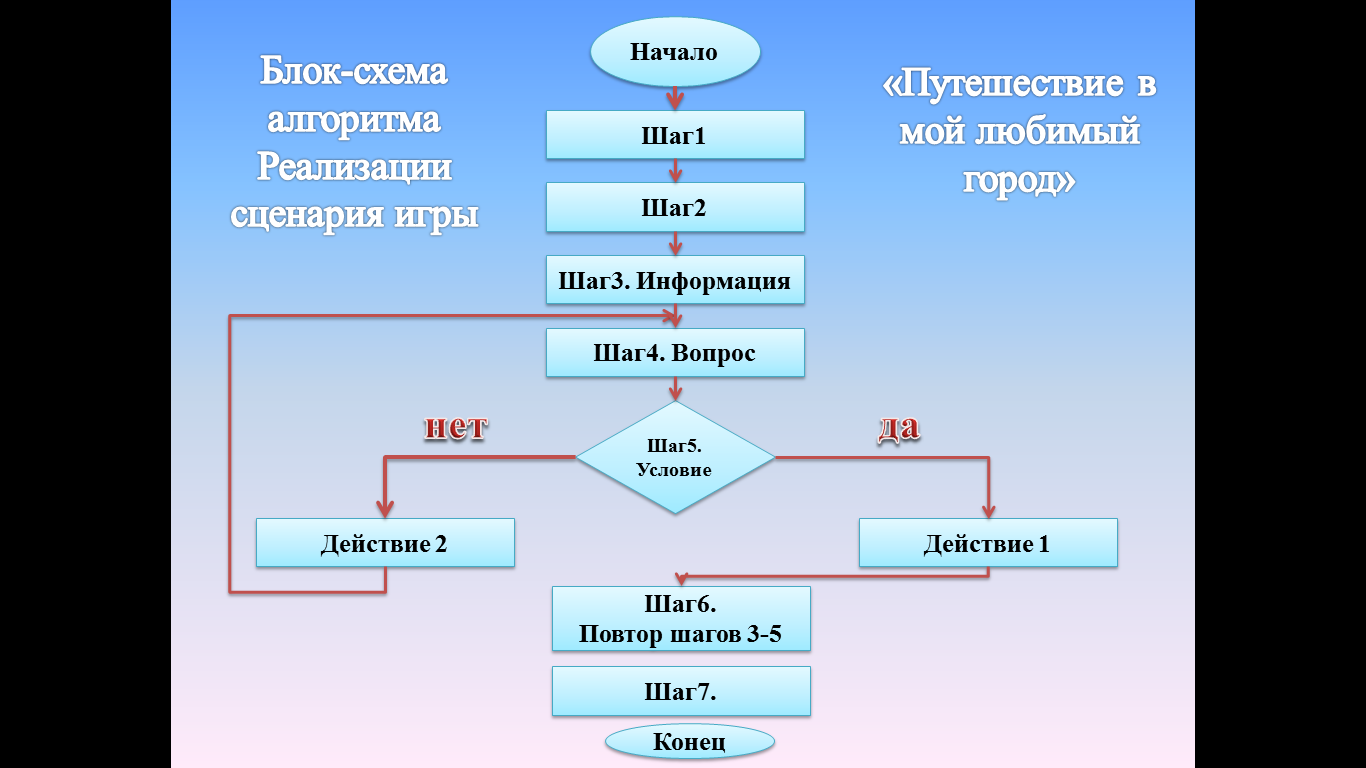 Блок-схема
алгоритма
Реализации
сценария игры
«Путешествие в
мой любимый
город»
Начало
Шаг1
Шаг2
Шаг3. Информация
Шаг4. Вопрос
Шаг5.
Условие
нет
да
Действие 2
Действие 1
Шаг6.
Повтор шагов 3-5
Шаг7.
Конец